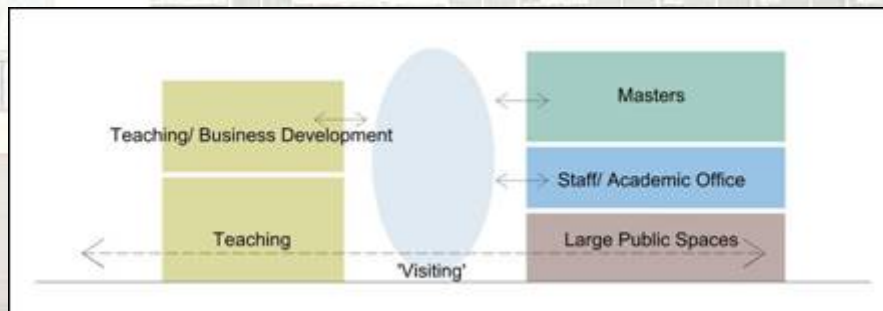 Masters
Teaching/ Business Development
Staff/ Academic Office
Teaching
Large Public Spaces
'Visiting'